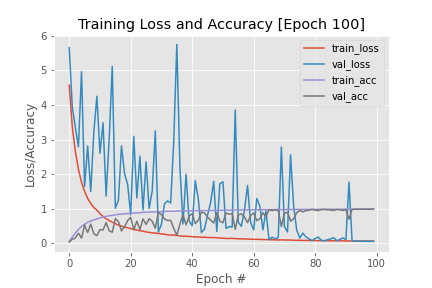 Training Loss and Accuracy [Epoch 100]
train_loss
val_loss
train_acc
val_acc
6
5
4
3
2
1
0
Loss/Accuracy
0 20 40 60 80 100
Epoch #